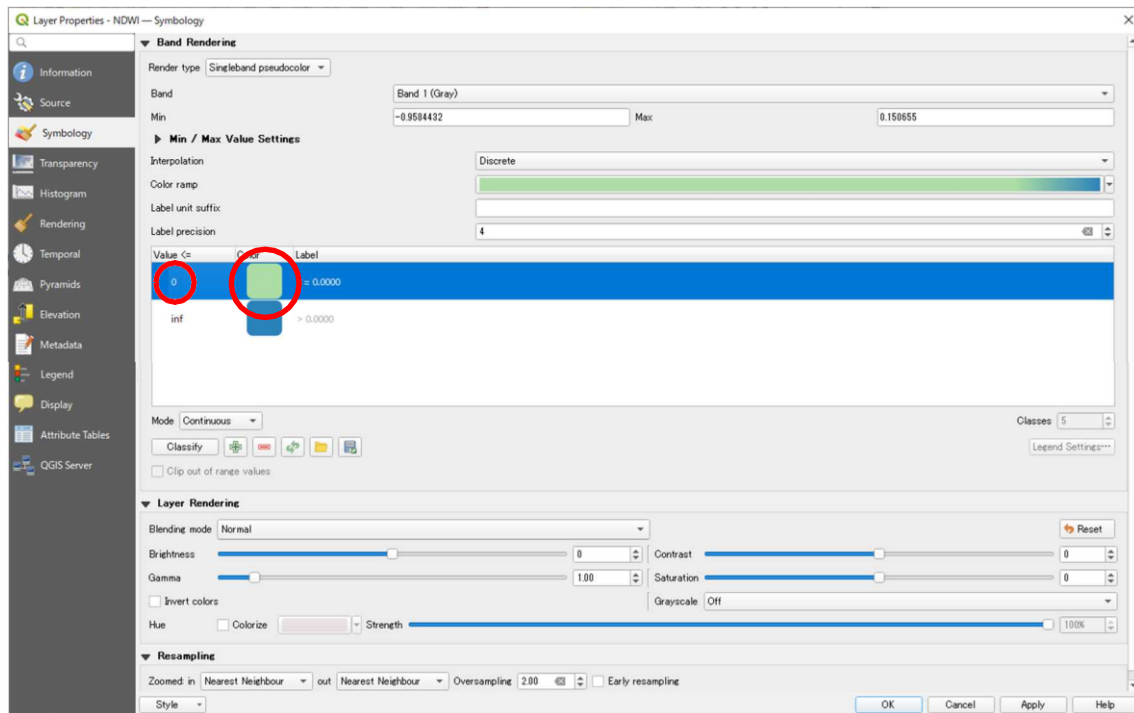 Layer Properties - NDWI — Symbology
Information
Source
Symbology
Transparency
Histogram
Rendering
Temporal
Pyramids
Elevation
Metadata
Legend
Display
Attribute Tables
QGIS Server
Band Rendering
Render type Singleband pseudocolor
Band Band 1 (Gray)
Min -0.9584432 Max 0.150655
Min / Max Value Settings
Interpolation Discrete
Color ramp
Label unit suffix
Label precision 4
Value <= Color Label
0 <= 0.0000
inf > 0.0000
Mode Continuous Classes 5
Classify Legend Settings...
Clip out of range values
Layer Rendering
Blending mode Normal Reset
Brightness 0 Contrast 0
Gamma 1.00 Saturation 0
Invert colors Grayscale Off
Hue Colorize Strength 100%
Resampling
Zoomed: in Nearest Neighbour out Nearest Neighbour Oversampling 2.00 Early resampling
Style OK Cancel Apply Help